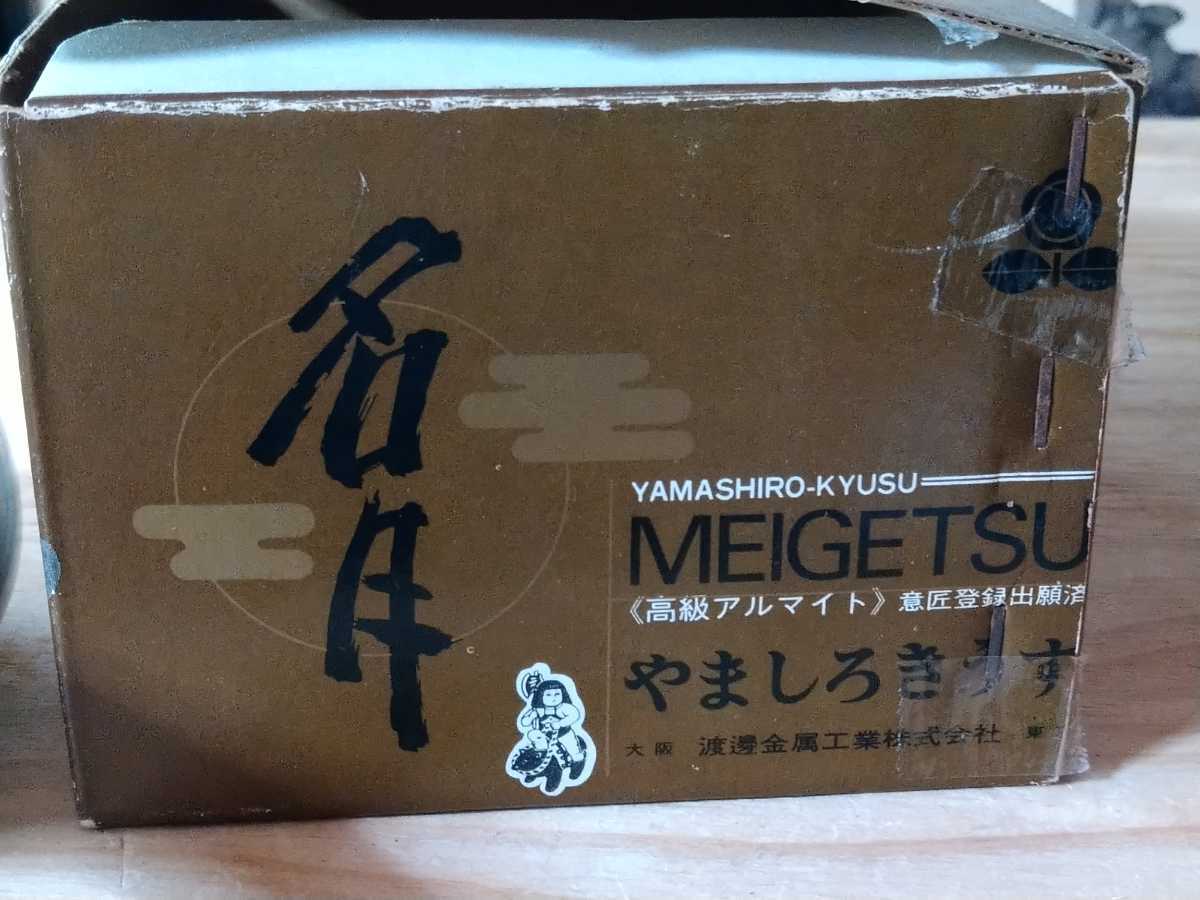 名月
YAMASHIRO-KYUSU
MEIGETSU
《高級アルマイト》意匠登録出願済
やましろきうす
大阪 渡邊金属工業株式会社 東